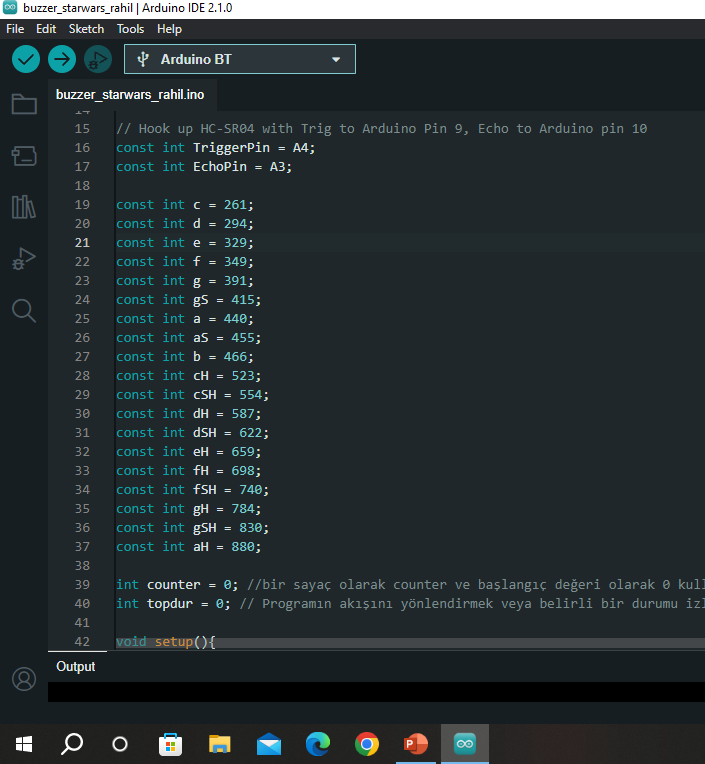 buzzer_starwars_rahil | Arduino IDE 2.1.0
File Edit Sketch Tools Help
Arduino BT
buzzer_starwars_rahil.ino
14
15 // Hook up HC-SR04 with Trig to Arduino Pin 9, Echo to Arduino pin 10
16 const int TriggerPin = A4;
17 const int EchoPin = A3;
18
19 const int c = 261;
20 const int d = 294;
21 const int e = 329;
22 const int f = 349;
23 const int g = 391;
24 const int gS = 415;
25 const int a = 440;
26 const int aS = 455;
27 const int b = 466;
28 const int cH = 523;
29 const int cSH = 554;
30 const int dH = 587;
31 const int dSH = 622;
32 const int eH = 659;
33 const int fH = 698;
34 const int fSH = 740;
35 const int gH = 784;
36 const int gSH = 830;
37 const int aH = 880;
38
39 int counter = 0; //bir sayaç olarak counter ve başlangıç değeri olarak 0 kull
40 int topdur = 0; // Programın akışını yönlendirmek veya belirli bir durumu izl
41
42 void setup(){
Output